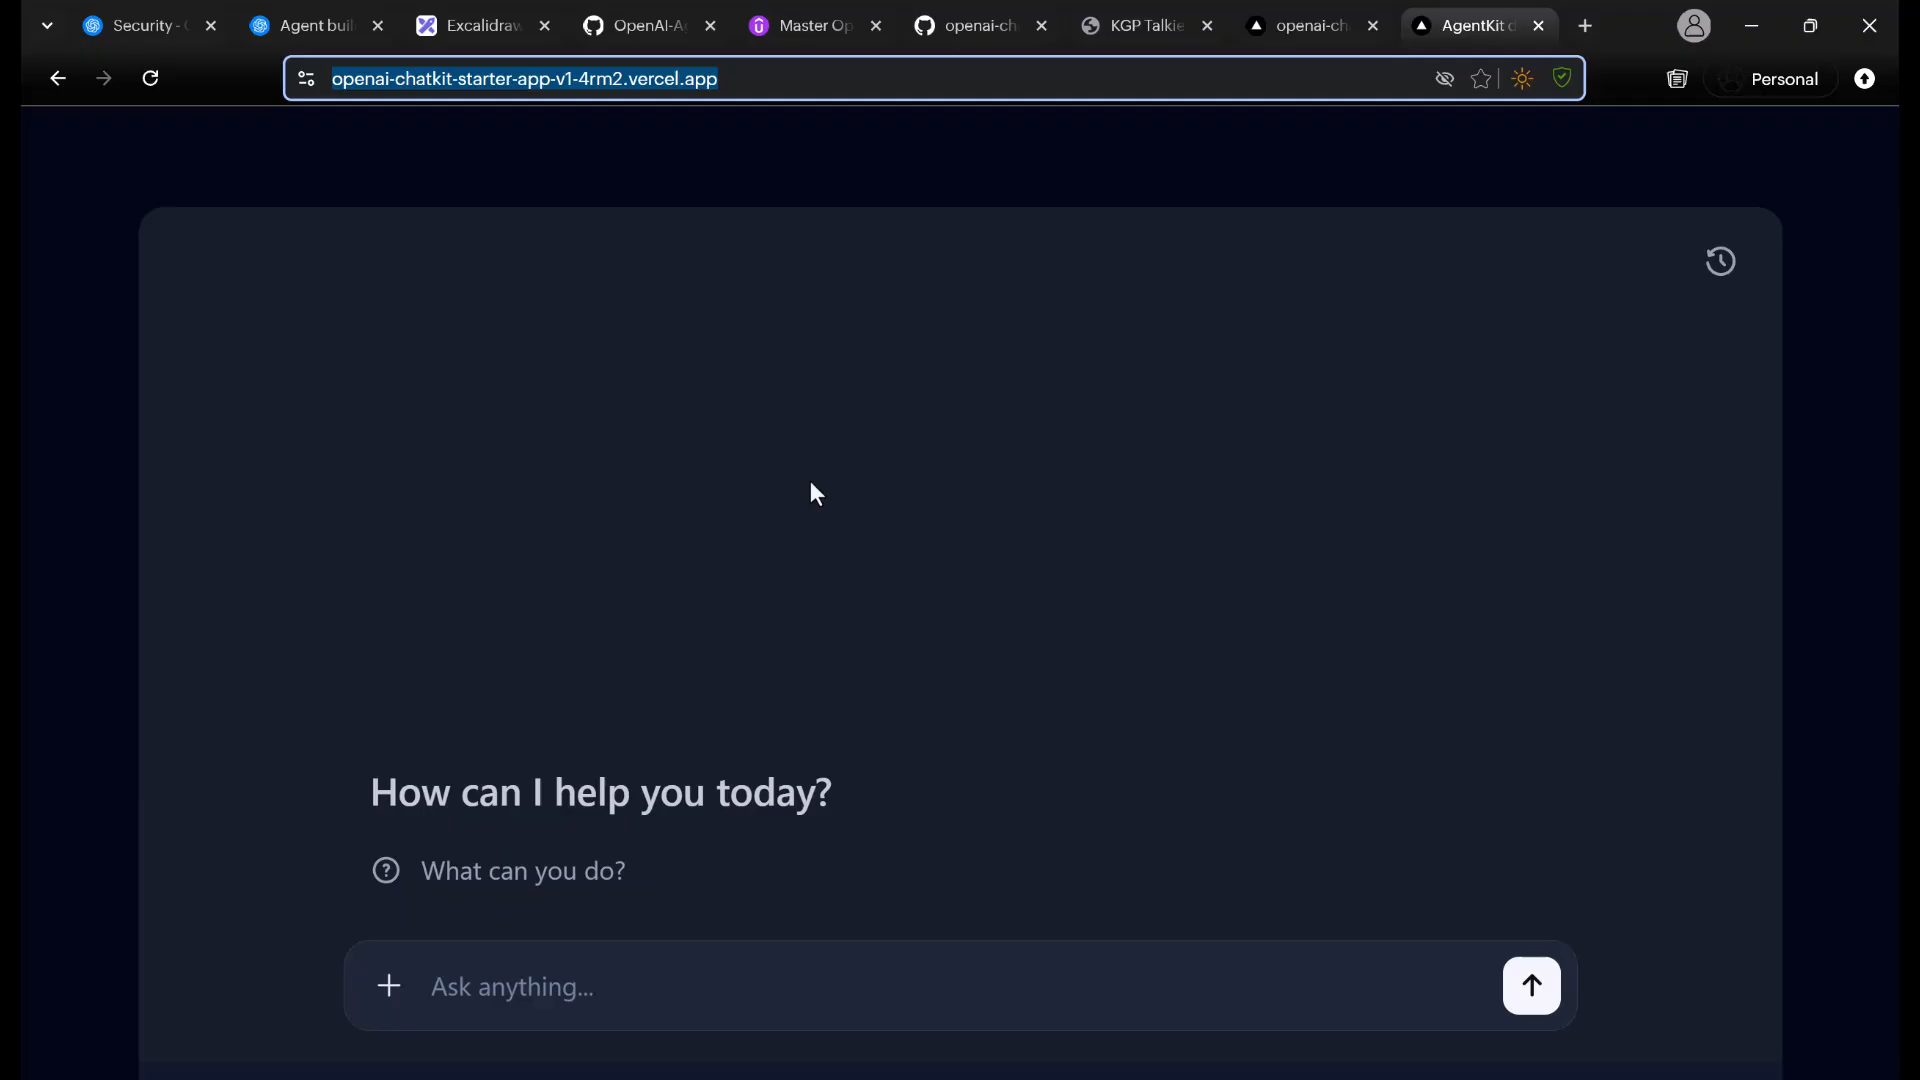 Security - 
Agent buil
Excalidraw
OpenAI-A
Master Op
openai-ch
KGP Talkie
openai-ch
AgentKit d
openai-chatkit-starter-app-v1-4rm2.vercel.app
Personal
How can I help you today?
What can you do?
Ask anything...